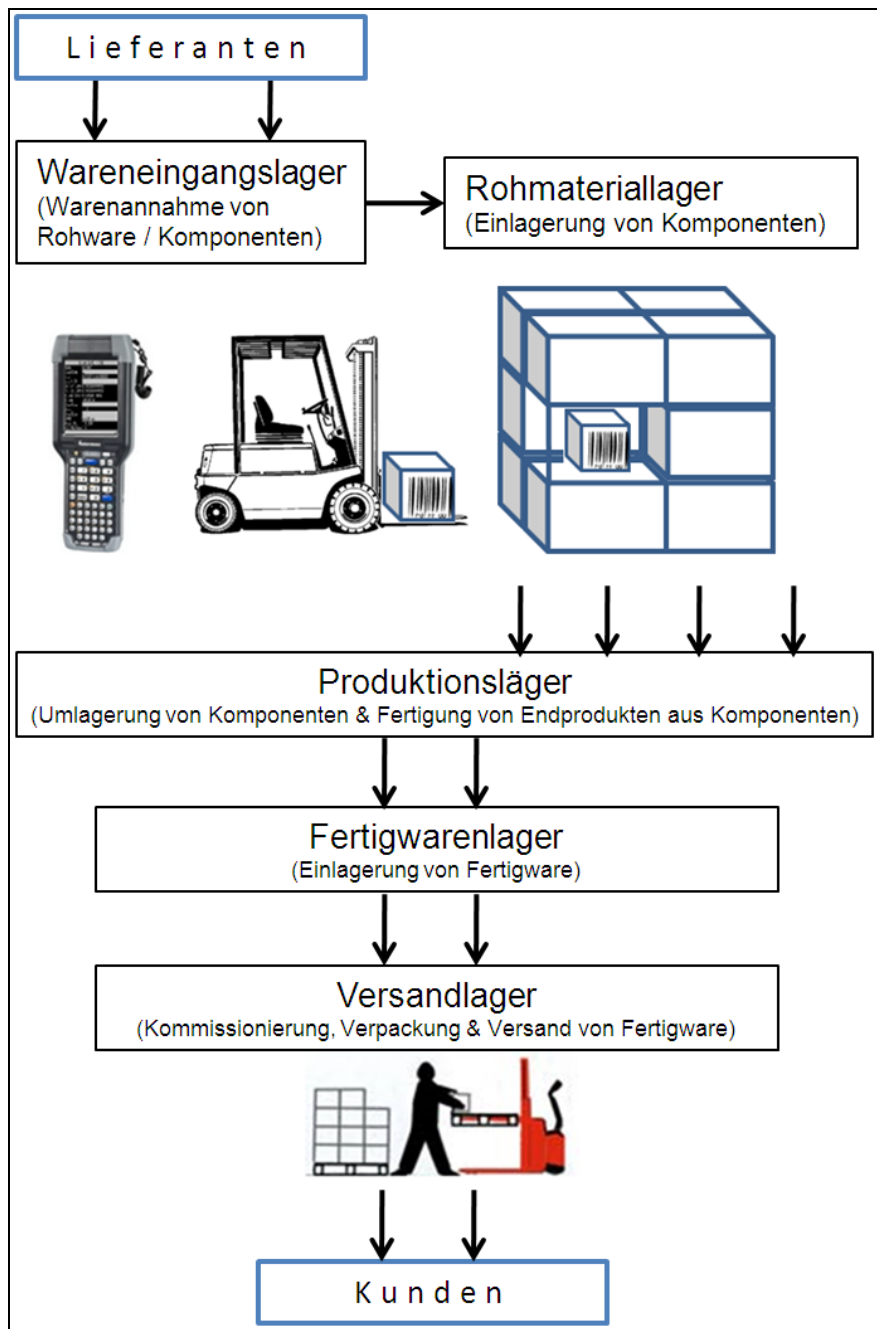 Lieferanten
Wareneingangslager
(Warenannahme von
Rohware / Komponenten)
Rohmateriallager
(Einlagerung von Komponenten)
Produktionsläger
(Umlagerung von Komponenten & Fertigung von Endprodukten aus Komponenten)
Fertigwarenlager
(Einlagerung von Fertigware)
Versandlager
(Kommissionierung, Verpackung & Versand von Fertigware)
Kunden